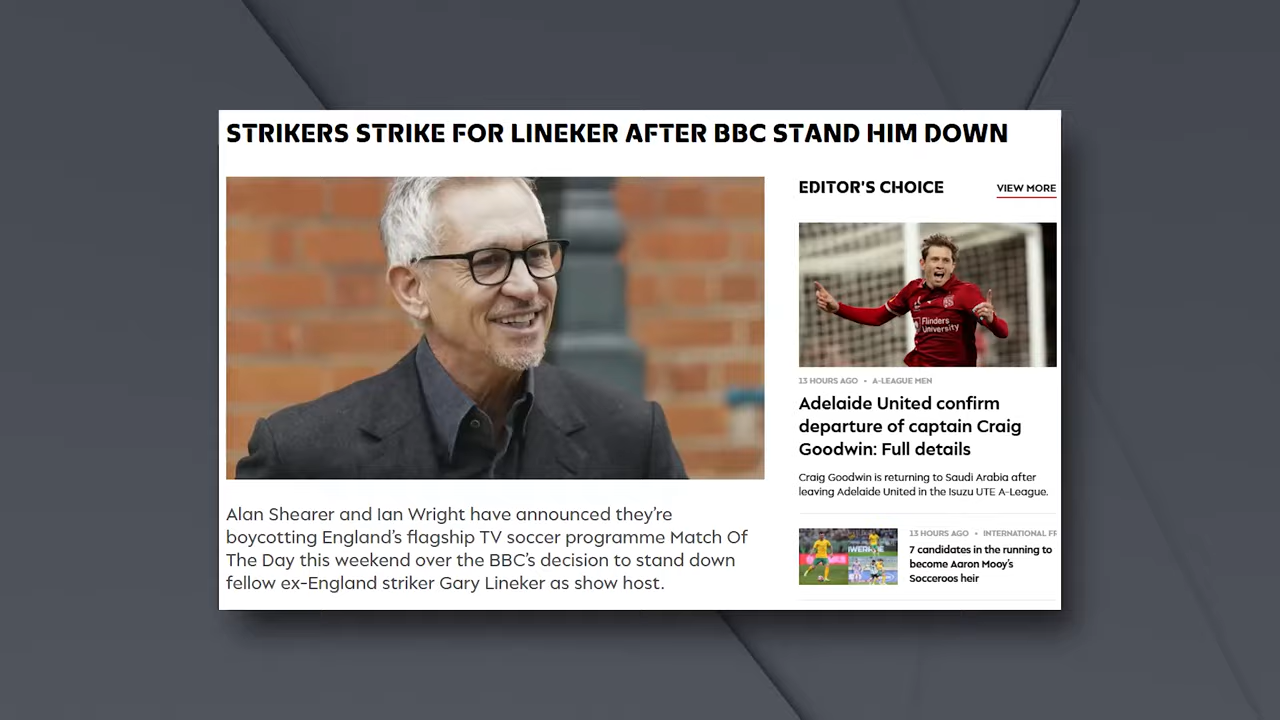 STRIKERS STRIKE FOR LINEKER AFTER BBC STAND HIM DOWN
EDITOR'S CHOICE
VIEW MORE
Flinders
University
13 HOURS AGO • A-LEAGUE MEN
Adelaide United confirm
departure of captain Craig
Goodwin: Full details
Craig Goodwin is returning to Saudi Arabia after
leaving Adelaide United in the Isuzu UTE A-League.
Alan Shearer and Ian Wright have announced they're
boycotting England's flagship TV soccer programme Match Of
The Day this weekend over the BBC's decision to stand down
fellow ex-England striker Gary Lineker as show host.
13 HOURS AGO • INTERNATIONAL
7 candidates in the running to
become Aaron Mooy's
Socceroos heir